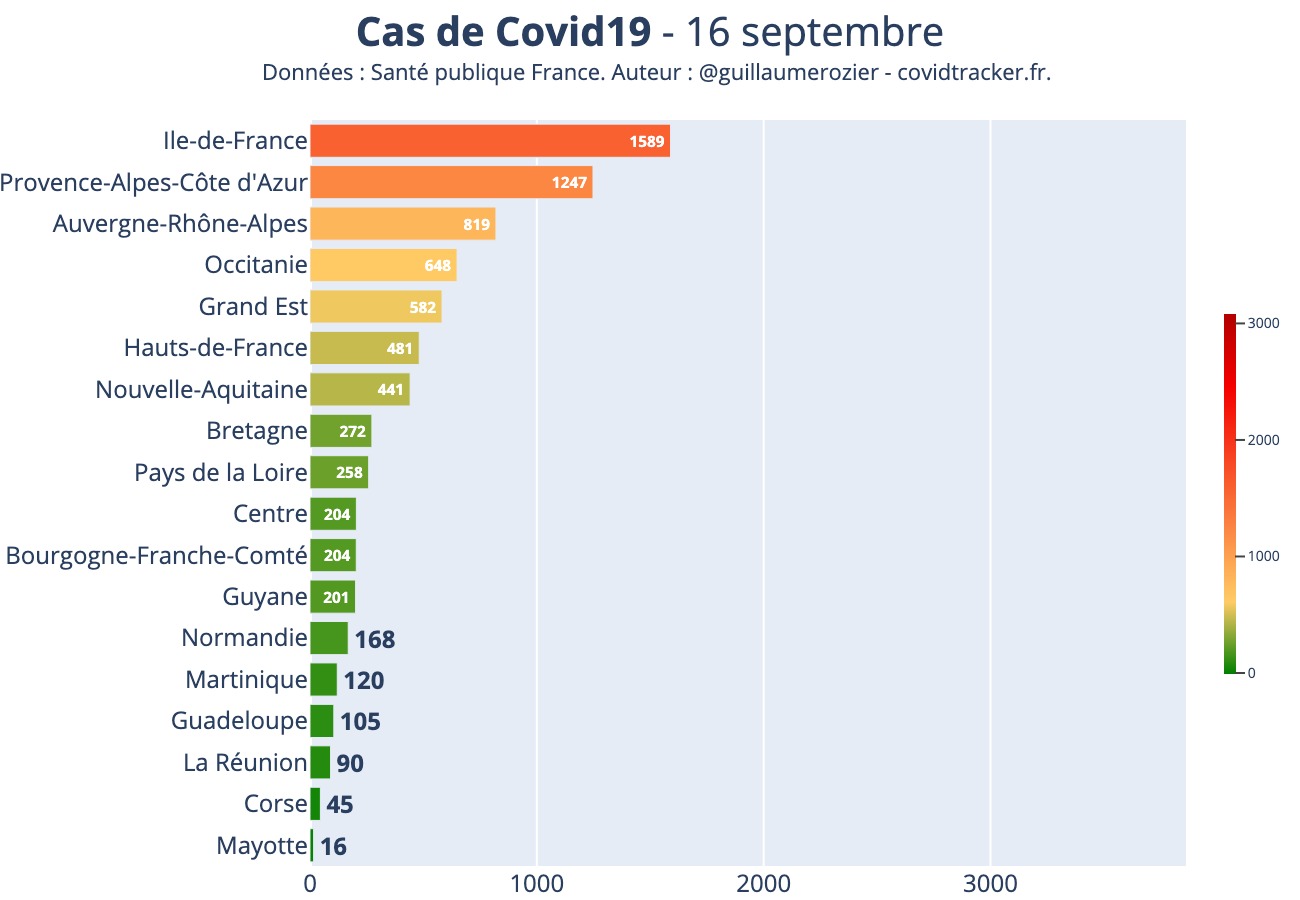 Cas de Covid19 - 16 septembre
Données : Santé publique France. Auteur : @guillaumerozier - covidtracker.fr.
Ile-de-France 1589
Provence-Alpes-Côte d'Azur 1247
Auvergne-Rhône-Alpes 819
Occitanie 648
Grand Est 582
Hauts-de-France 481
Nouvelle-Aquitaine 441
Bretagne 272
Pays de la Loire 258
Centre 204
Bourgogne-Franche-Comté 204
Guyane 201
Normandie 168
Martinique 120
Guadeloupe 105
La Réunion 90
Corse 45
Mayotte 16
0 1000 2000 3000
3000
2000
1000
0